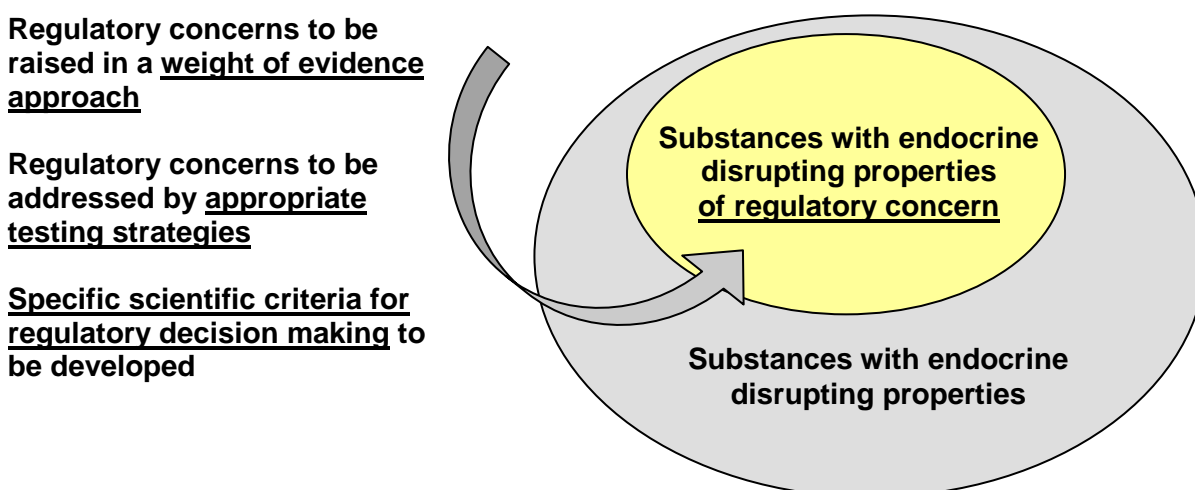 Regulatory concerns to be
raised in a weight of evidence
approach
Regulatory concerns to be
addressed by appropriate
testing strategies
Specific scientific criteria for
regulatory decision making to
be developed
Substances with endocrine
disrupting properties
of regulatory concern
Substances with endocrine
disrupting properties